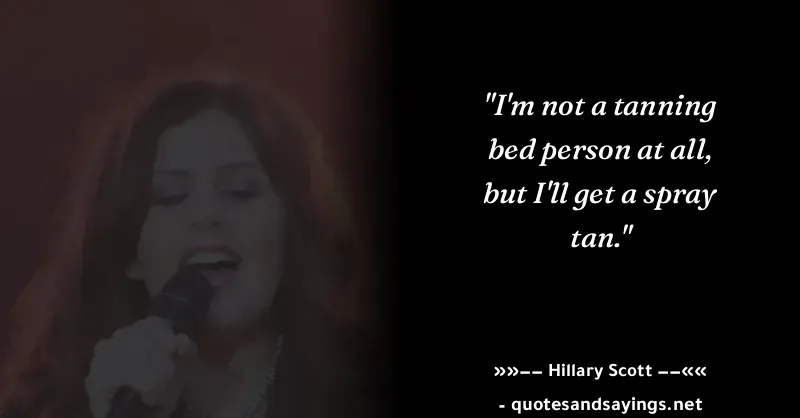 "I'm not a tanning
bed person at all,
but I'll get a spray
tan."
»»—— Hillary Scott ——««
- quotesandsayings.net